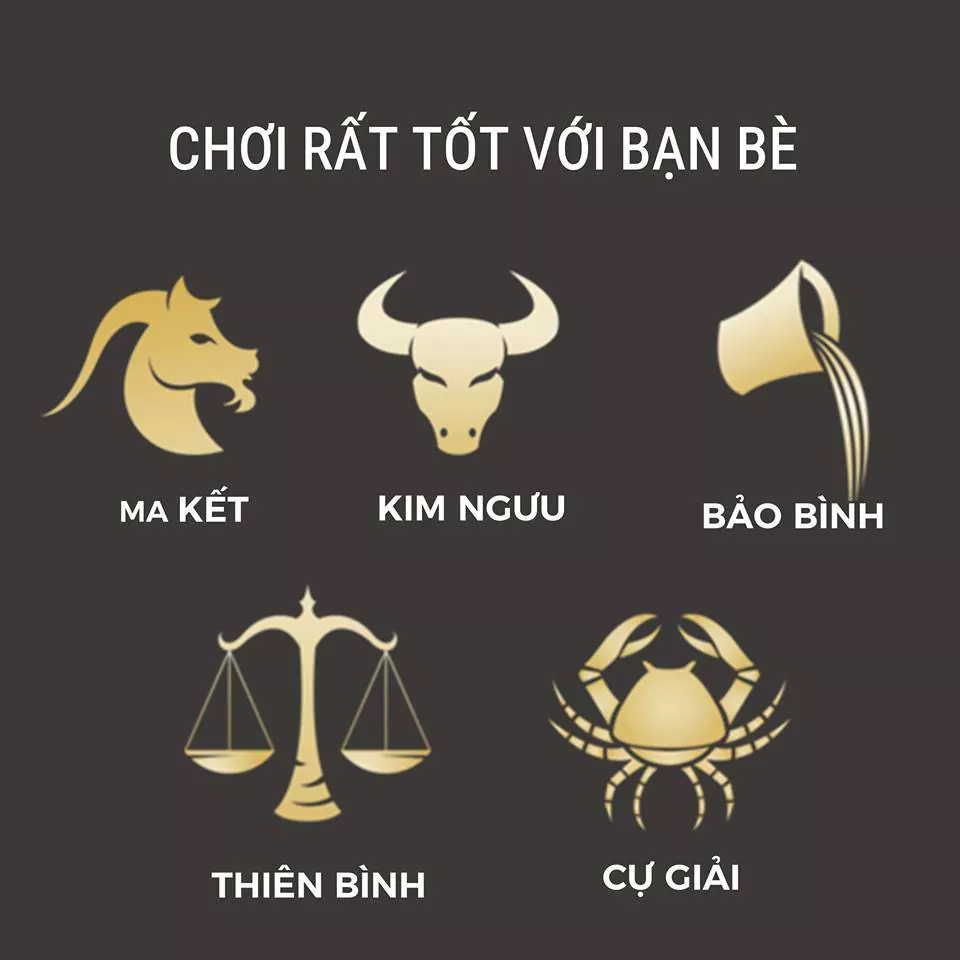 CHƠI RẤT TỐT VỚI BẠN BÈ
MA KẾT
KIM NGƯU
BẢO BÌNH
THIÊN BÌNH
CỰ GIẢI